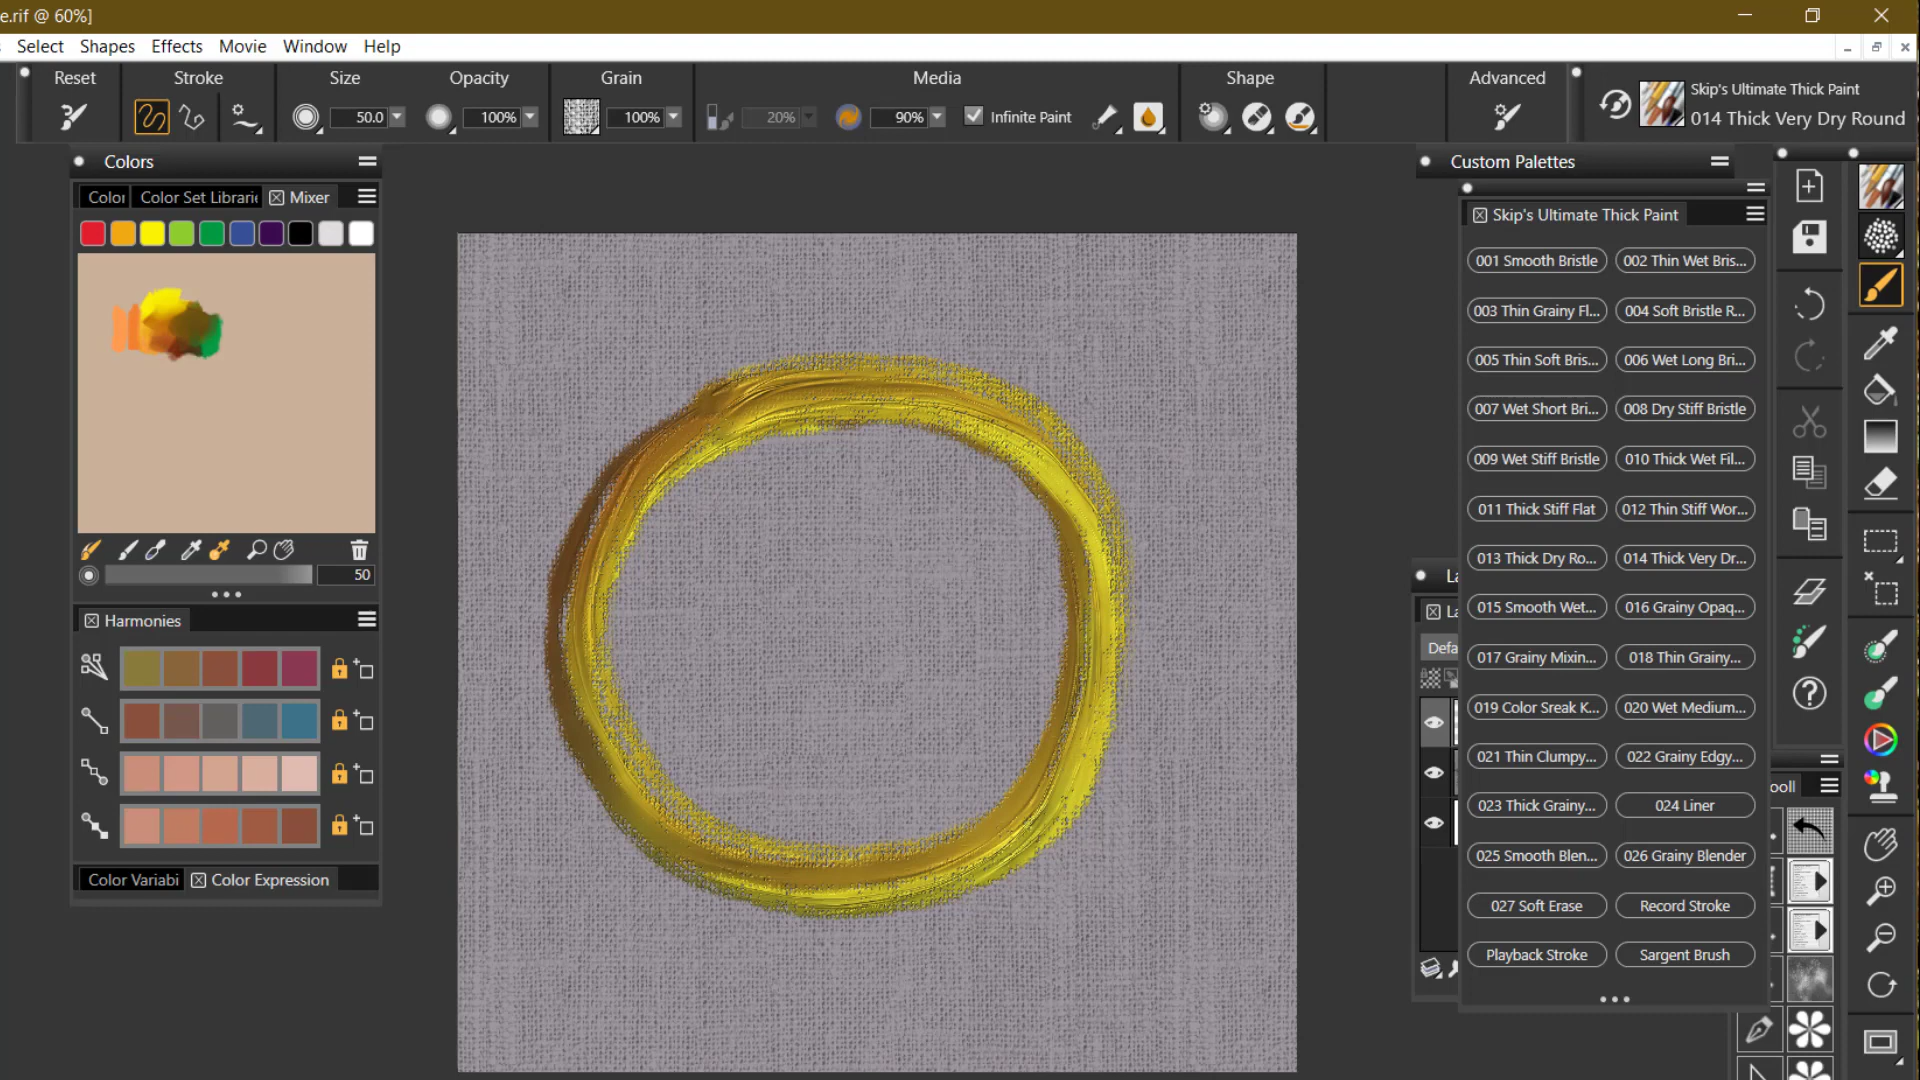 e.rif @ 60%]
Select Shapes Effects Movie Window Help
Reset Stroke Size Opacity Grain Media Shape Advanced
50.0 100% 100% 20% 90% Infinite Paint
Skip's Ultimate Thick Paint
014 Thick Very Dry Round
Colors
Color Color Set Librarie Mixer
50
Harmonies
Color Variabi Color Expression
Custom Palettes
Skip's Ultimate Thick Paint
001 Smooth Bristle 002 Thin Wet Bris...
003 Thin Grainy Fl... 004 Soft Bristle R...
005 Thin Soft Bris... 006 Wet Long Bri...
007 Wet Short Bri... 008 Dry Stiff Bristle
009 Wet Stiff Bristle 010 Thick Wet Fil...
011 Thick Stiff Flat 012 Thin Stiff Wor...
013 Thick Dry Ro... 014 Thick Very Dr...
015 Smooth Wet... 016 Grainy Opaq...
017 Grainy Mixin... 018 Thin Grainy...
019 Color Sreak K... 020 Wet Medium...
021 Thin Clumpy... 022 Grainy Edgy...
023 Thick Grainy... 024 Liner
025 Smooth Blen... 026 Grainy Blender
027 Soft Erase Record Stroke
Playback Stroke Sargent Brush
La
La
Defa
ooll